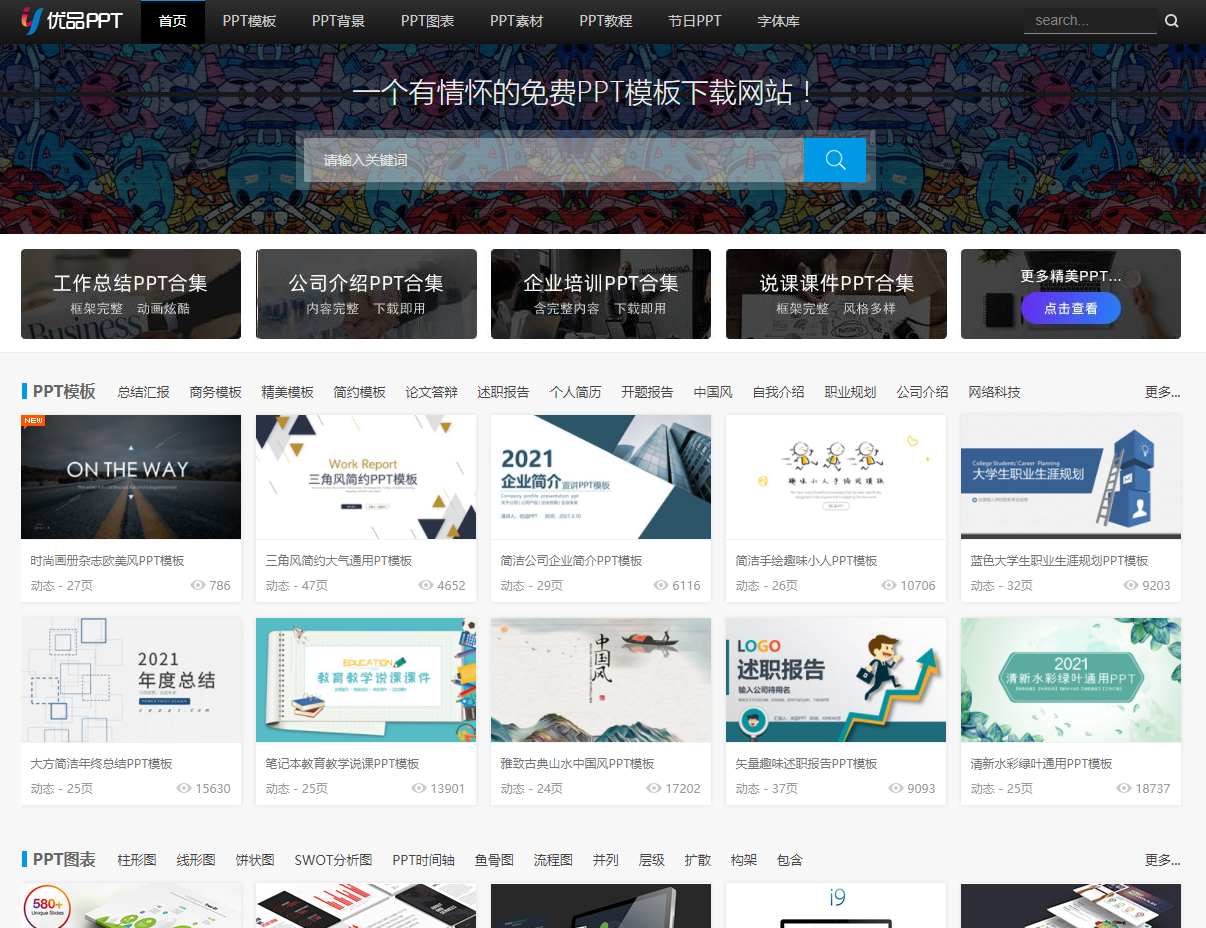 优品PPT
首页 PPT模板 PPT背景 PPT图表 PPT素材 PPT教程 节日PPT 字体库 search...
一个有情怀的免费PPT模板下载网站！
请输入关键词
工作总结PPT合集 公司介绍PPT合集 企业培训PPT合集 说课课件PPT合集 更多精美PPT...
框架完整 动画炫酷 内容完整 下载即用 含完整内容 下载即用 框架完整 风格多样 点击查看
Business
PPT模板 总结汇报 商务模板 精美模板 简约模板 论文答辩 述职报告 个人简历 开题报告 中国风 自我介绍 职业规划 公司介绍 网络科技 更多...
NEW
ON THE WAY
Work Report
三角风简约PPT模板
2021
企业简介宣讲PPT模板
Company profile presentation ppt
趣味小人手绘风模板
College Students' Career Planning
大学生职业生涯规划
时尚画册杂志欧美风PPT模板 三角风简约大气通用PT模板 简洁公司企业简介PPT模板 简洁手绘趣味小人PPT模板 蓝色大学生职业生涯规划PPT模板
动态 - 27页 786 动态 - 47页 4652 动态 - 29页 6116 动态 - 26页 10706 动态 - 32页 9203
2021
年度总结
POWER POINT DESIGN
EDUCATION
教育教学说课课件
中国风
LOGO
述职报告
输入公司待用名
2021
清新水彩绿叶通用PPT
大方简洁年终总结PPT模板 笔记本教育教学说课PPT模板 雅致古典山水中国风PPT模板 矢量趣味述职报告PPT模板 清新水彩绿叶通用PPT模板
动态 - 25页 15630 动态 - 25页 13901 动态 - 24页 17202 动态 - 37页 9093 动态 - 25页 18737
PPT图表 柱形图 线形图 饼状图 SWOT分析图 PPT时间轴 鱼骨图 流程图 并列 层级 扩散 构架 包含 更多...
580+
Unique Slides
i9